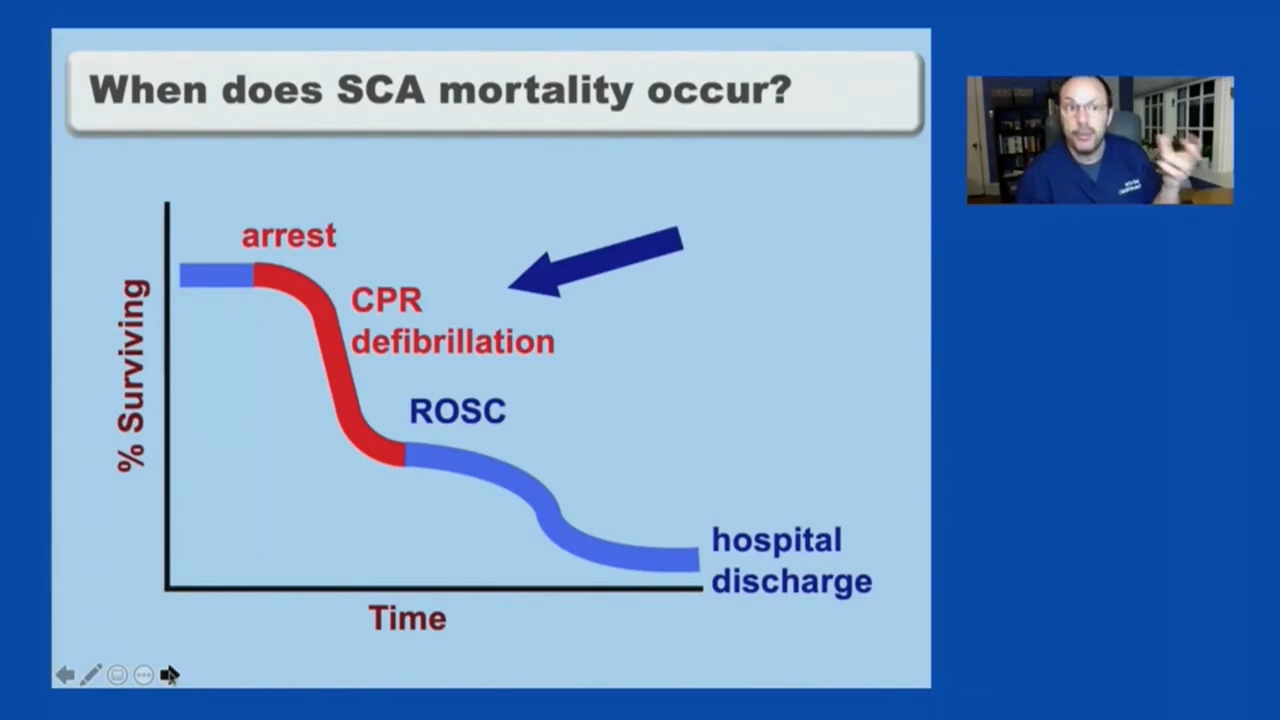 When does SCA mortality occur?
arrest
CPR
defibrillation
ROSC
hospital
discharge
% Surviving
Time